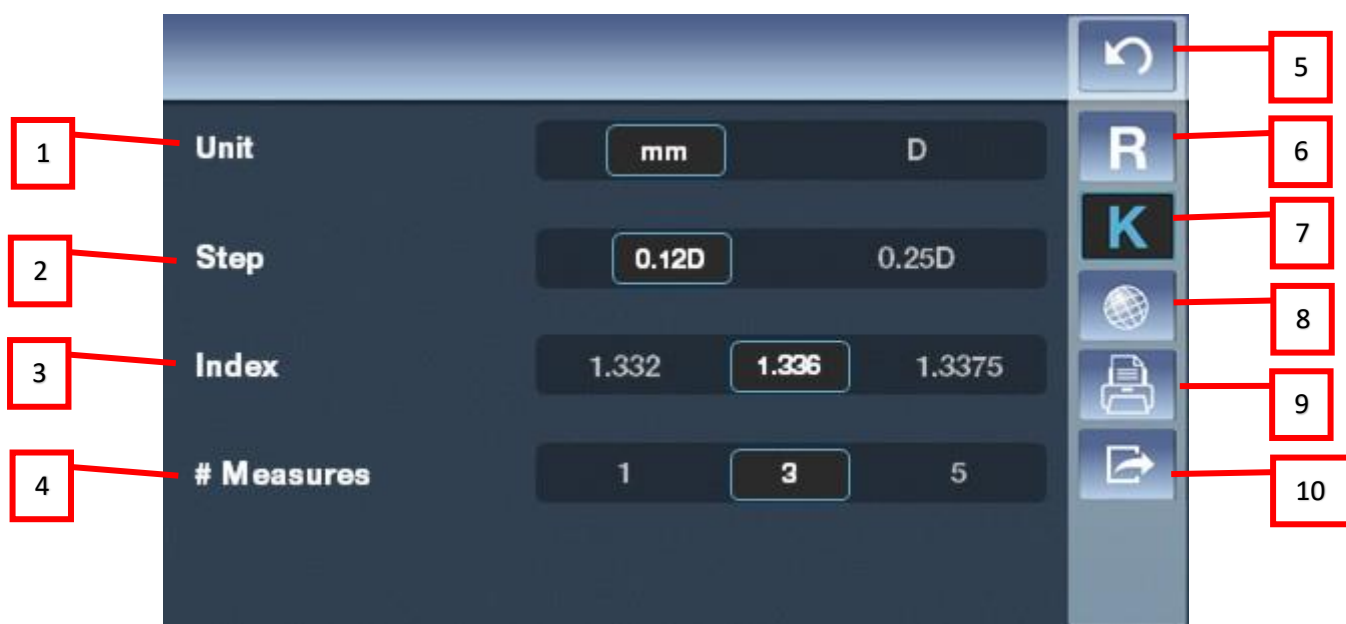 5
1 Unit mm D R 6
K 7
2 Step 0.12D 0.25D
8
3 Index 1.332 1.336 1.3375
9
4 # Measures 1 3 5
10